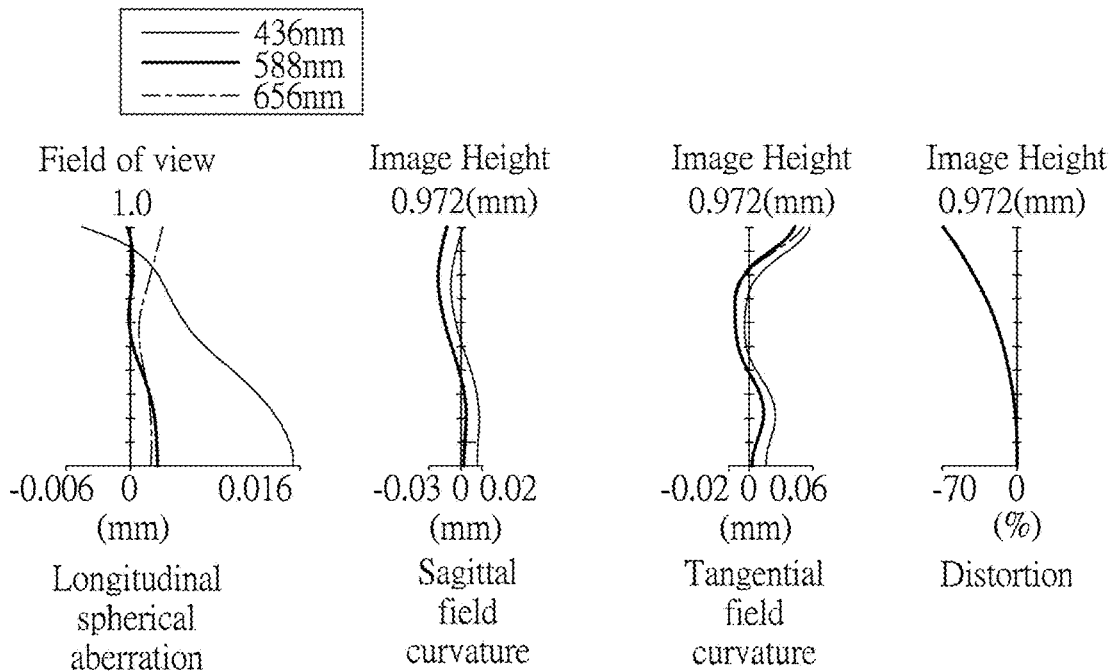 436nm
588nm
656nm
Field of view
1.0
-0.006 0 0.016
(mm)
Longitudinal
spherical
aberration
Image Height
0.972(mm)
-0.03 0 0.02
(mm)
Sagittal
field
curvature
Image Height
0.972(mm)
-0.02 0 0.06
(mm)
Tangential
field
curvature
Image Height
0.972(mm)
-70 0
(%)
Distortion